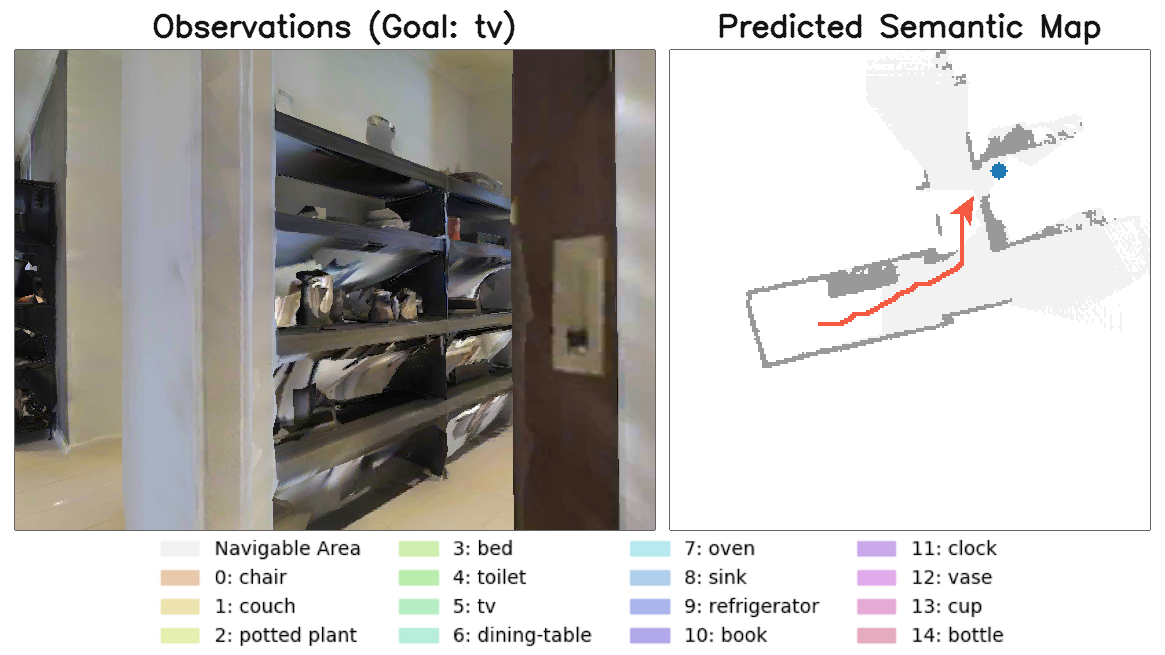 Observations (Goal: tv)
Predicted Semantic Map
Navigable Area
0: chair
1: couch
2: potted plant
3: bed
4: toilet
5: tv
6: dining-table
7: oven
8: sink
9: refrigerator
10: book
11: clock
12: vase
13: cup
14: bottle